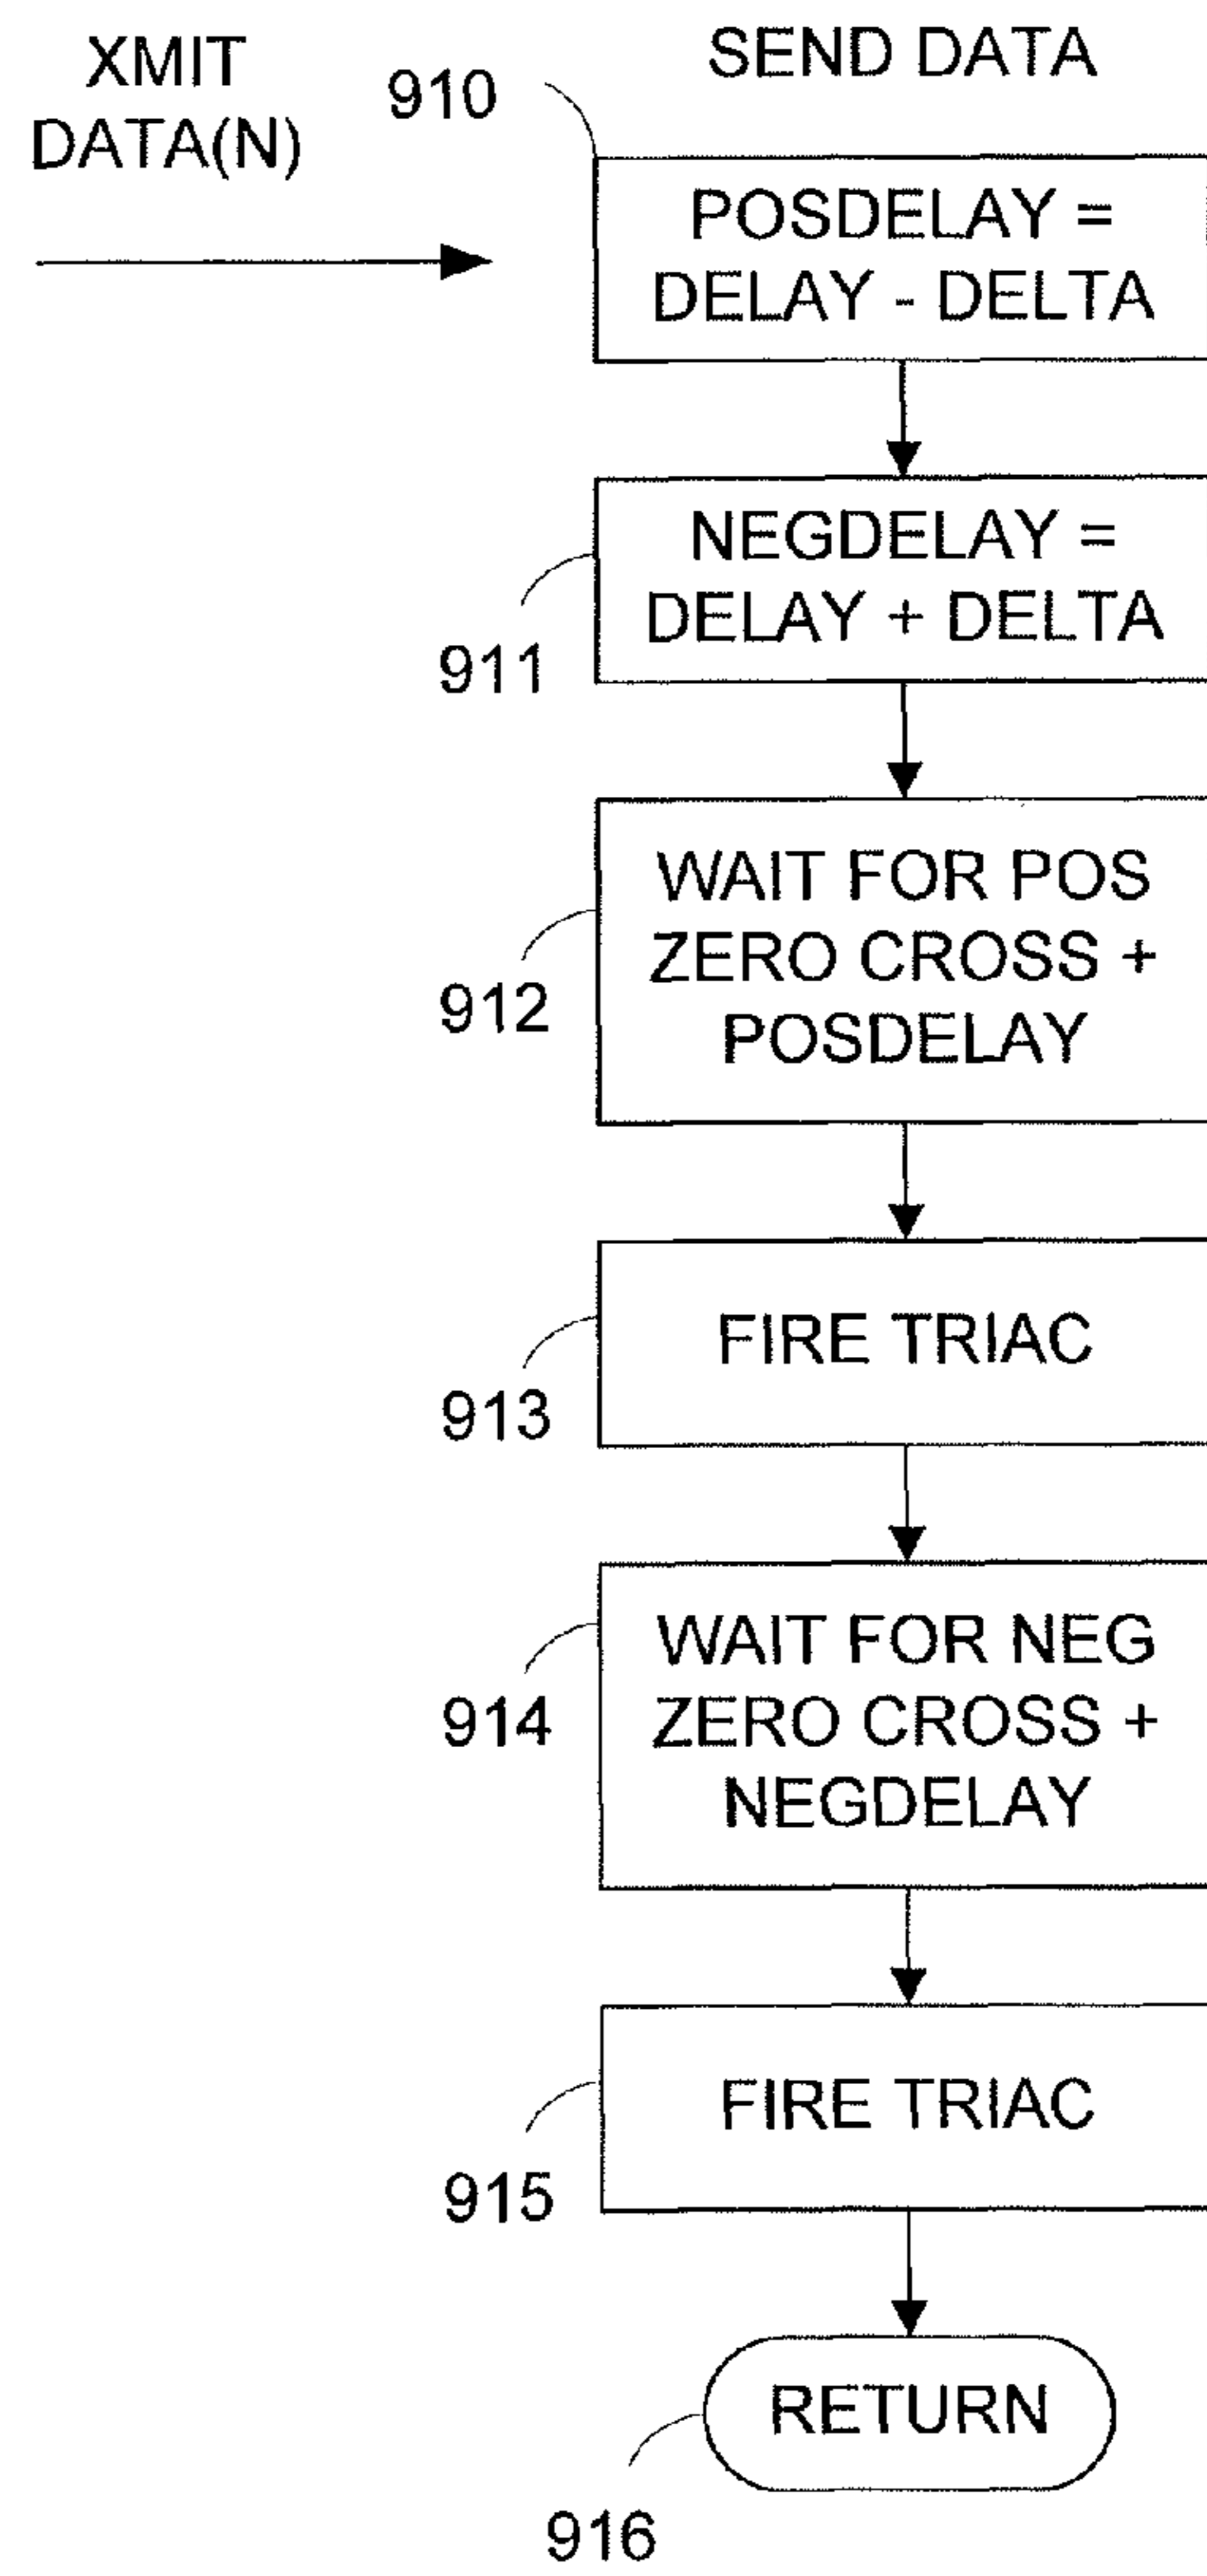 XMIT
DATA(N)
SEND DATA
910
POSDELAY =
DELAY - DELTA
NEGDELAY =
DELAY + DELTA
911
WAIT FOR POS
ZERO CROSS +
POSDELAY
912
FIRE TRIAC
913
WAIT FOR NEG
ZERO CROSS +
NEGDELAY
914
FIRE TRIAC
915
RETURN
916